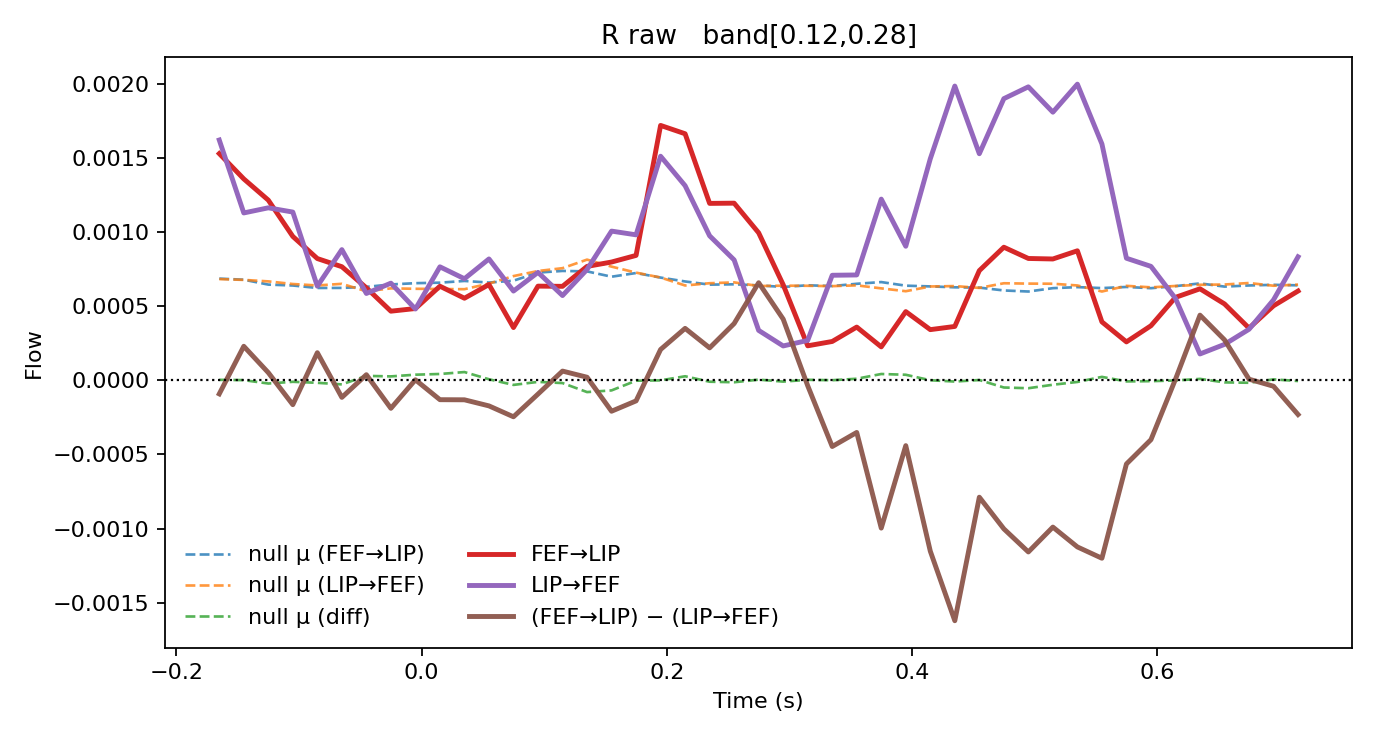 R raw   band[0.12,0.28]
Flow
0.0020
0.0015
0.0010
0.0005
0.0000
−0.0005
−0.0010
−0.0015
null μ (FEF→LIP)
null μ (LIP→FEF)
null μ (diff)
FEF→LIP
LIP→FEF
(FEF→LIP) − (LIP→FEF)
−0.2
0.0
0.2
0.4
0.6
Time (s)